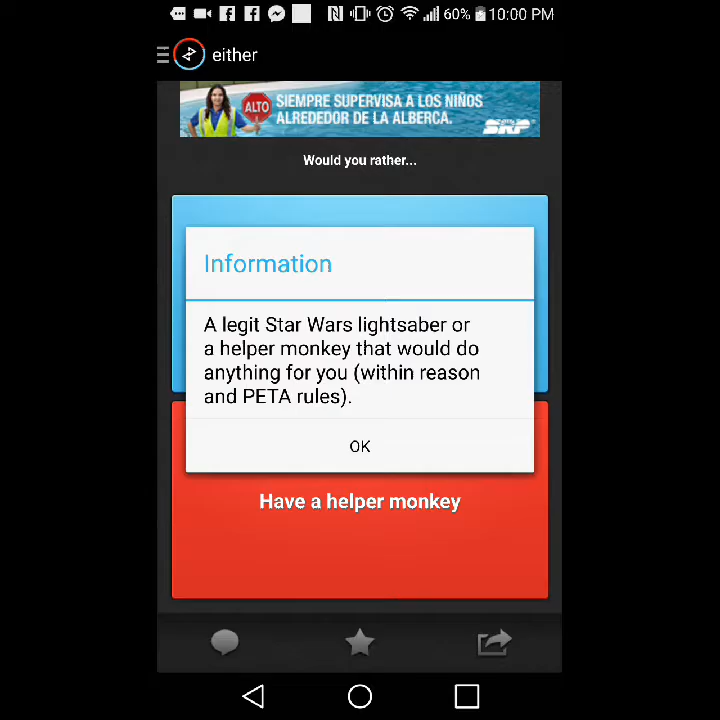 60% 10:00 PM
either
ALTO
SIEMPRE SUPERVISA A LOS NIÑOS
ALREDEDOR DE LA ALBERCA.
SRP
Would you rather...
Information
A legit Star Wars lightsaber or
a helper monkey that would do
anything for you (within reason
and PETA rules).
OK
Have a helper monkey